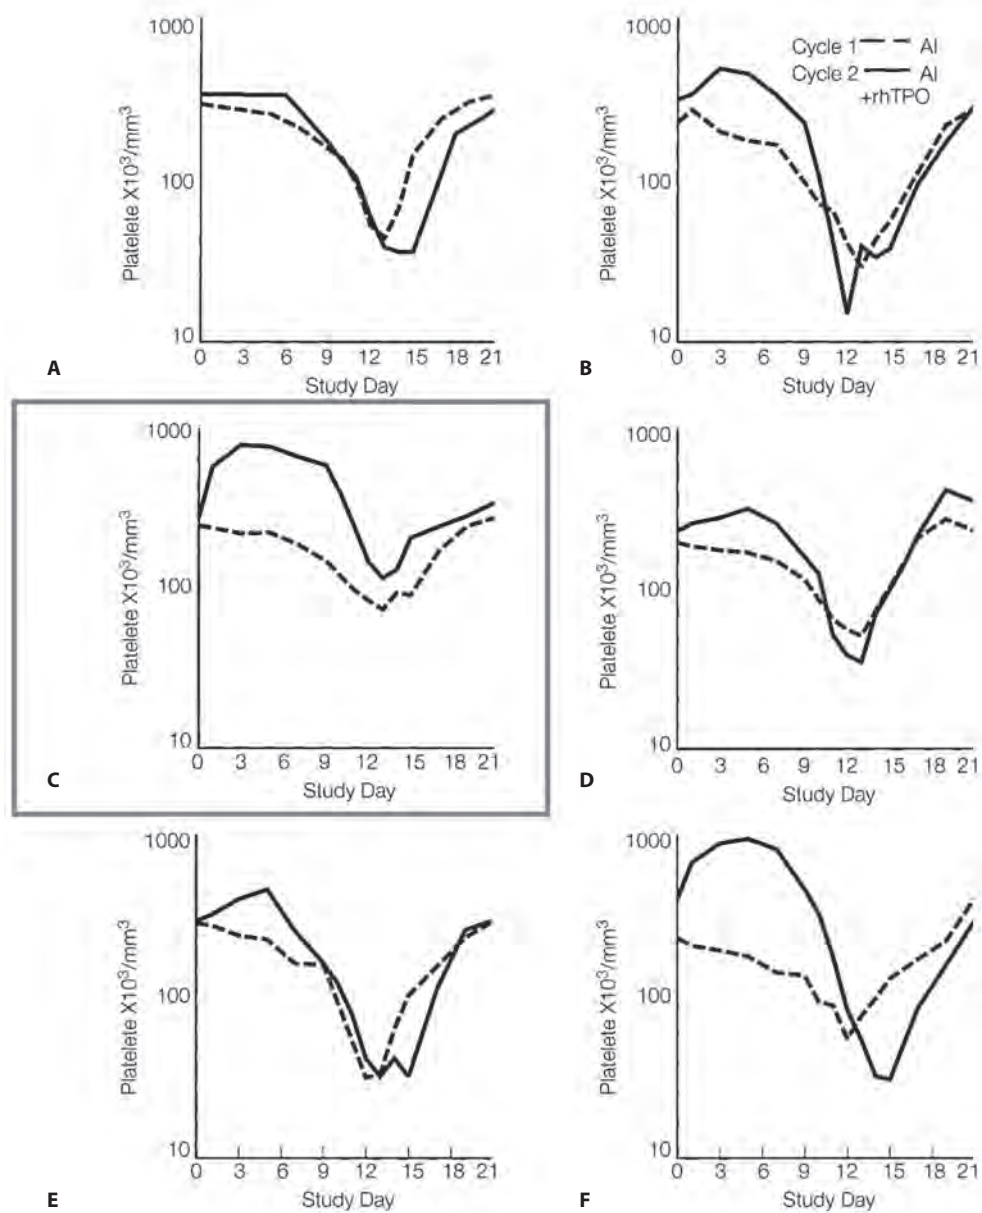 1000
100
10
Platelete X10³/mm³
0 3 6 9 12 15 18 21
Study Day
A
1000
100
10
Platelete X10³/mm³
Cycle 1 AI
Cycle 2 AI
+rhTPO
0 3 6 9 12 15 18 21
Study Day
B
1000
100
10
Platelete X10³/mm³
0 3 6 9 12 15 18 21
Study Day
C
1000
100
10
Platelete X10³/mm³
0 3 6 9 12 15 18 21
Study Day
D
1000
100
10
Platelete X10³/mm³
0 3 6 9 12 15 18 21
Study Day
E
1000
100
10
Platelete X10³/mm³
0 3 6 9 12 15 18 21
Study Day
F